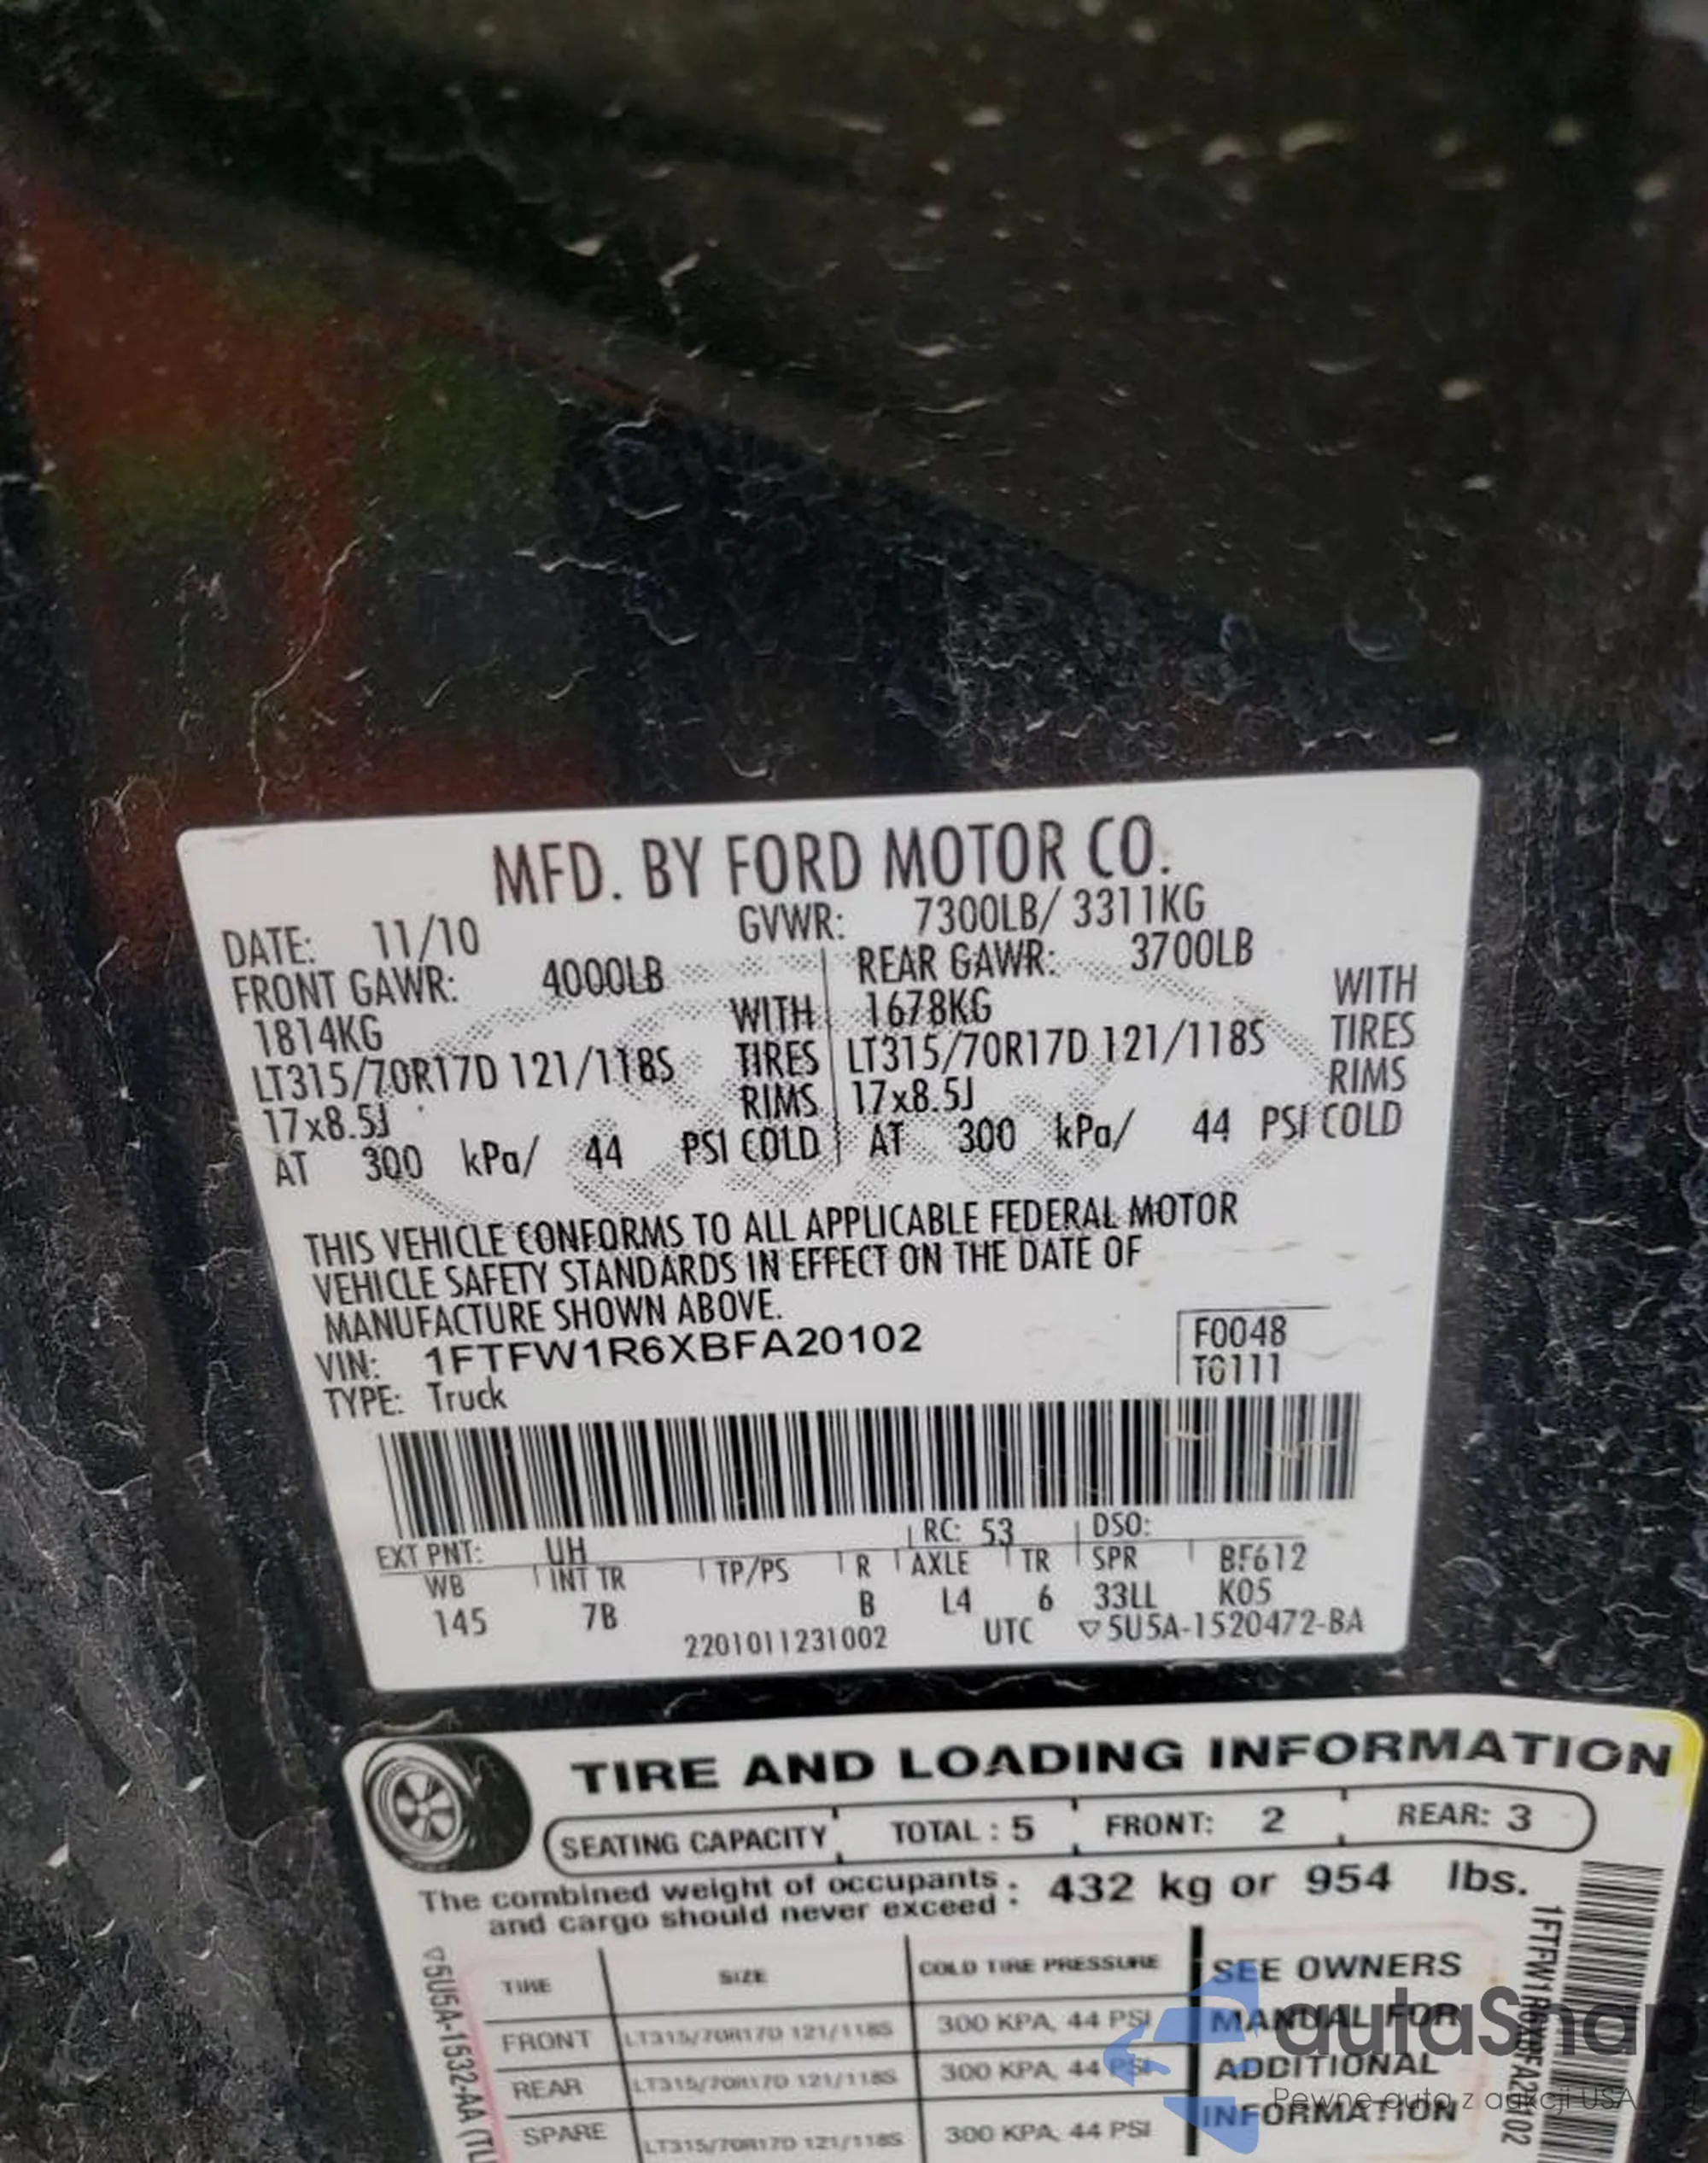 MFD. BY FORD MOTOR CO.
DATE: 11/10 GVWR: 7300LB/ 3311KG
FRONT GAWR: 4000LB REAR GAWR: 3700LB
1814KG WITH 1678KG WITH
LT315/70R17D 121/118S TIRES LT315/70R17D 121/118S TIRES
17x8.5J RIMS 17x8.5J RIMS
AT 300 kPa/ 44 PSI COLD AT 300 kPa/ 44 PSI COLD
THIS VEHICLE CONFORMS TO ALL APPLICABLE FEDERAL MOTOR
VEHICLE SAFETY STANDARDS IN EFFECT ON THE DATE OF
MANUFACTURE SHOWN ABOVE.
VIN: 1FTFW1R6XBFA20102 F0048
TYPE: Truck T0111
EXT PNT: UH RC: 53 DSO:
WB INT TR TP/PS R AXLE TR SPR BF612
145 7B B L4 6 33LL K05
2201011231002 UTC ▽5U5A-1520472-BA
TIRE AND LOADING INFORMATION
SEATING CAPACITY TOTAL : 5 FRONT: 2 REAR: 3
The combined weight of occupants
and cargo should never exceed : 432 kg or 954 lbs.
TIRE SIZE COLD TIRE PRESSURE SEE OWNERS
FRONT LT315/70R17D 121/118S 300 KPA, 44 PSI MANUAL FOR
REAR LT315/70R17D 121/118S 300 KPA, 44 PSI ADDITIONAL
SPARE LT315/70R17D 121/118S 300 KPA, 44 PSI INFORMATION
▽5U5A-1532-AA
1FTFW1R6XBFA20102
autaSnap
Pewne auta z aukcji USA